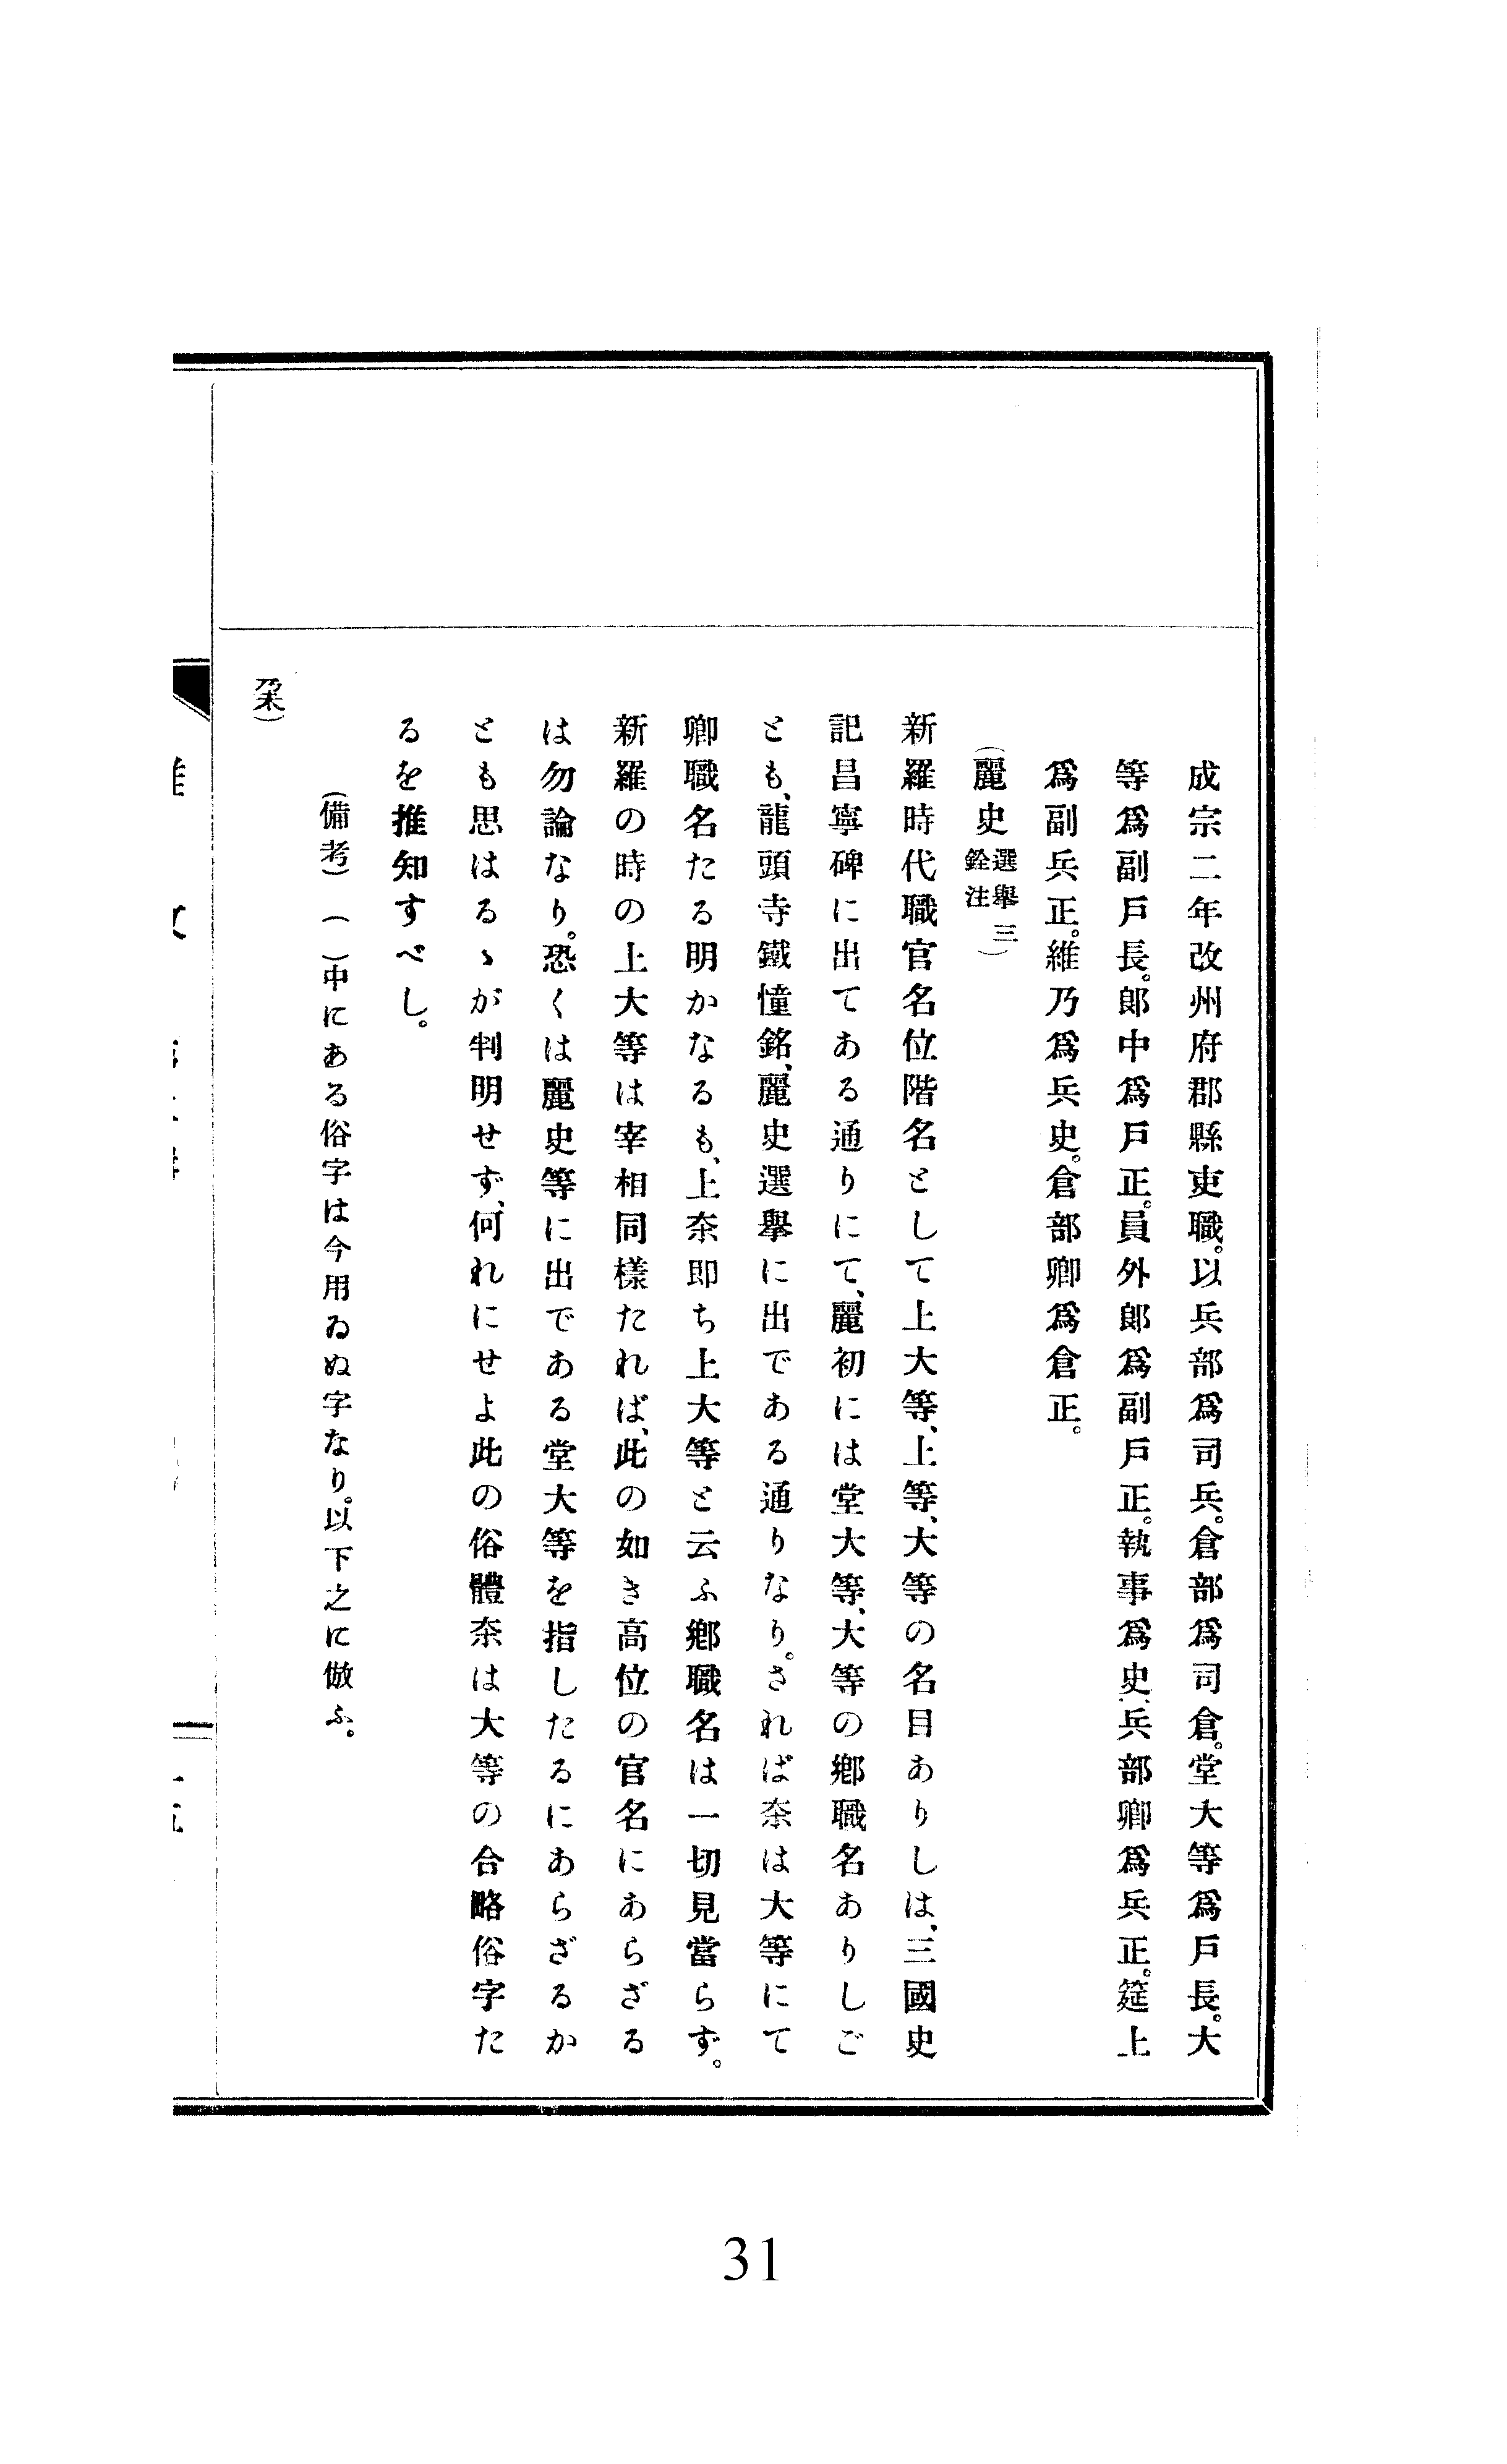 成宗二年改州府郡縣吏職。以兵部爲司兵。倉部爲司倉。堂大等爲戶長。大
等爲副戶長。郞中爲戶正。員外郞爲副戶正。執事爲史、兵部卿爲兵正。筵上
爲副兵正。維乃爲兵史。倉部卿爲倉正。
(麗史選擧三銓注)
新羅時代職官名位階名として上大等、上等、大等の名目ありしは、三國史
記昌寧碑に出てある通りにて、麗初には堂大等、大等の鄕職名ありしご
とも、龍頭寺鐵憧銘、麗史選擧に出である通りなり。されば夳は大等にて
鄕職名たる明かなるも、上夳即ち上大等と云ふ鄕職名は一切見當らず。
新羅の時の上大等は宰相同樣たれば、此の如き高位の官名にあらざる
は勿論なり。恐くは麗史等に出である堂大等を指したるにあらざるか
とも思はるゝが判明せず、何れにせよ此の俗體夳は大等の合略俗字た
るを推知すべし。
(備考)( )中にある俗字は今用ゐぬ字なり。以下之に倣ふ。
31